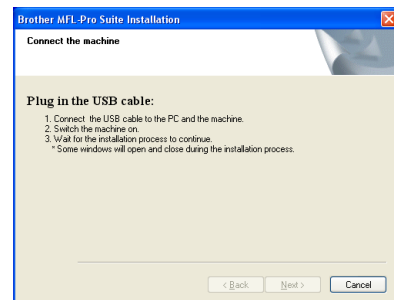 Brother MFL-Pro Suite Installation
Connect the machine
Plug in the USB cable:
1. Connect the USB cable to the PC and the machine.
2. Switch the machine on.
3. Wait for the installation process to continue.
* Some windows will open and close during the installation process.
< Back
Next >
Cancel